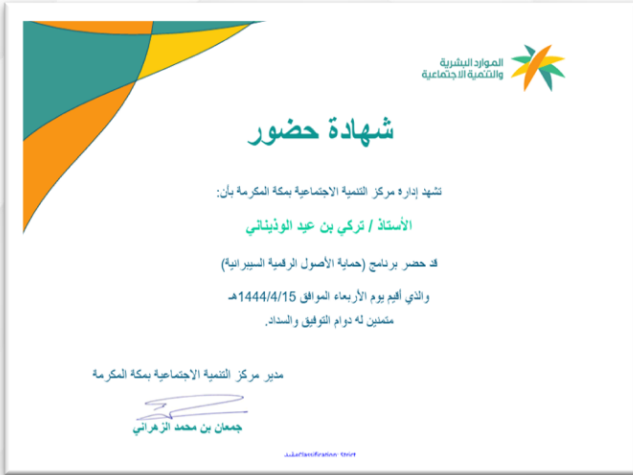 الموارد البشرية
والتنمية الاجتماعية
شهادة حضور
تشهد إدارة مركز التنمية الاجتماعية بمكة المكرمة بأن:
الأستاذ / تركي بن عيد الوذيناني
قد حضر برنامج (حماية الأصول الرقمية السيبرانية)
والذي أقيم يوم الأربعاء الموافق 1444/4/15هـ
متمنين له دوام التوفيق والسداد.
مدير مركز التنمية الاجتماعية بمكة المكرمة
جمعان بن محمد الزهراني